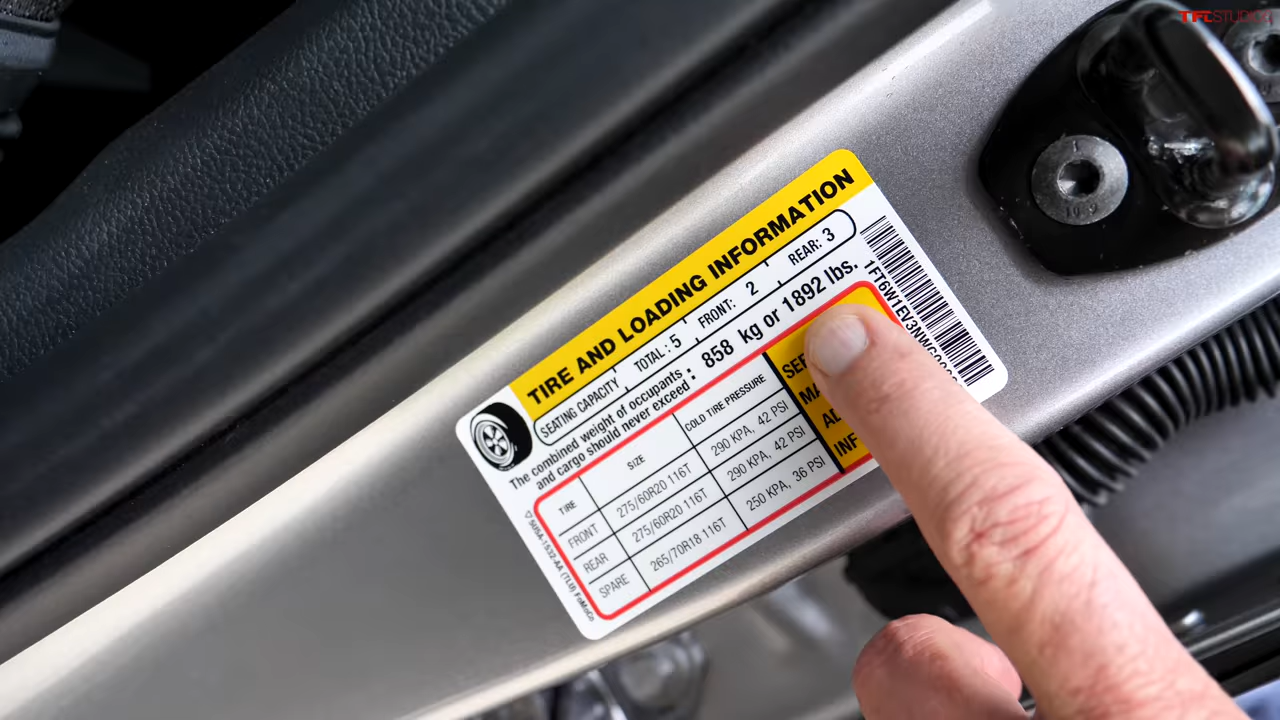 TFLSTUDIOS
TIRE AND LOADING INFORMATION
SEATING CAPACITY TOTAL: 5 FRONT: 2 REAR: 3
The combined weight of occupants and cargo should never exceed: 858 kg or 1892 lbs.
TIRE SIZE COLD TIRE PRESSURE
FRONT 275/60R20 116T 290 KPA, 42 PSI
REAR 275/60R20 116T 290 KPA, 42 PSI
SPARE 265/70R18 116T 250 KPA, 36 PSI
1FT6W1EV3NWG
10.9